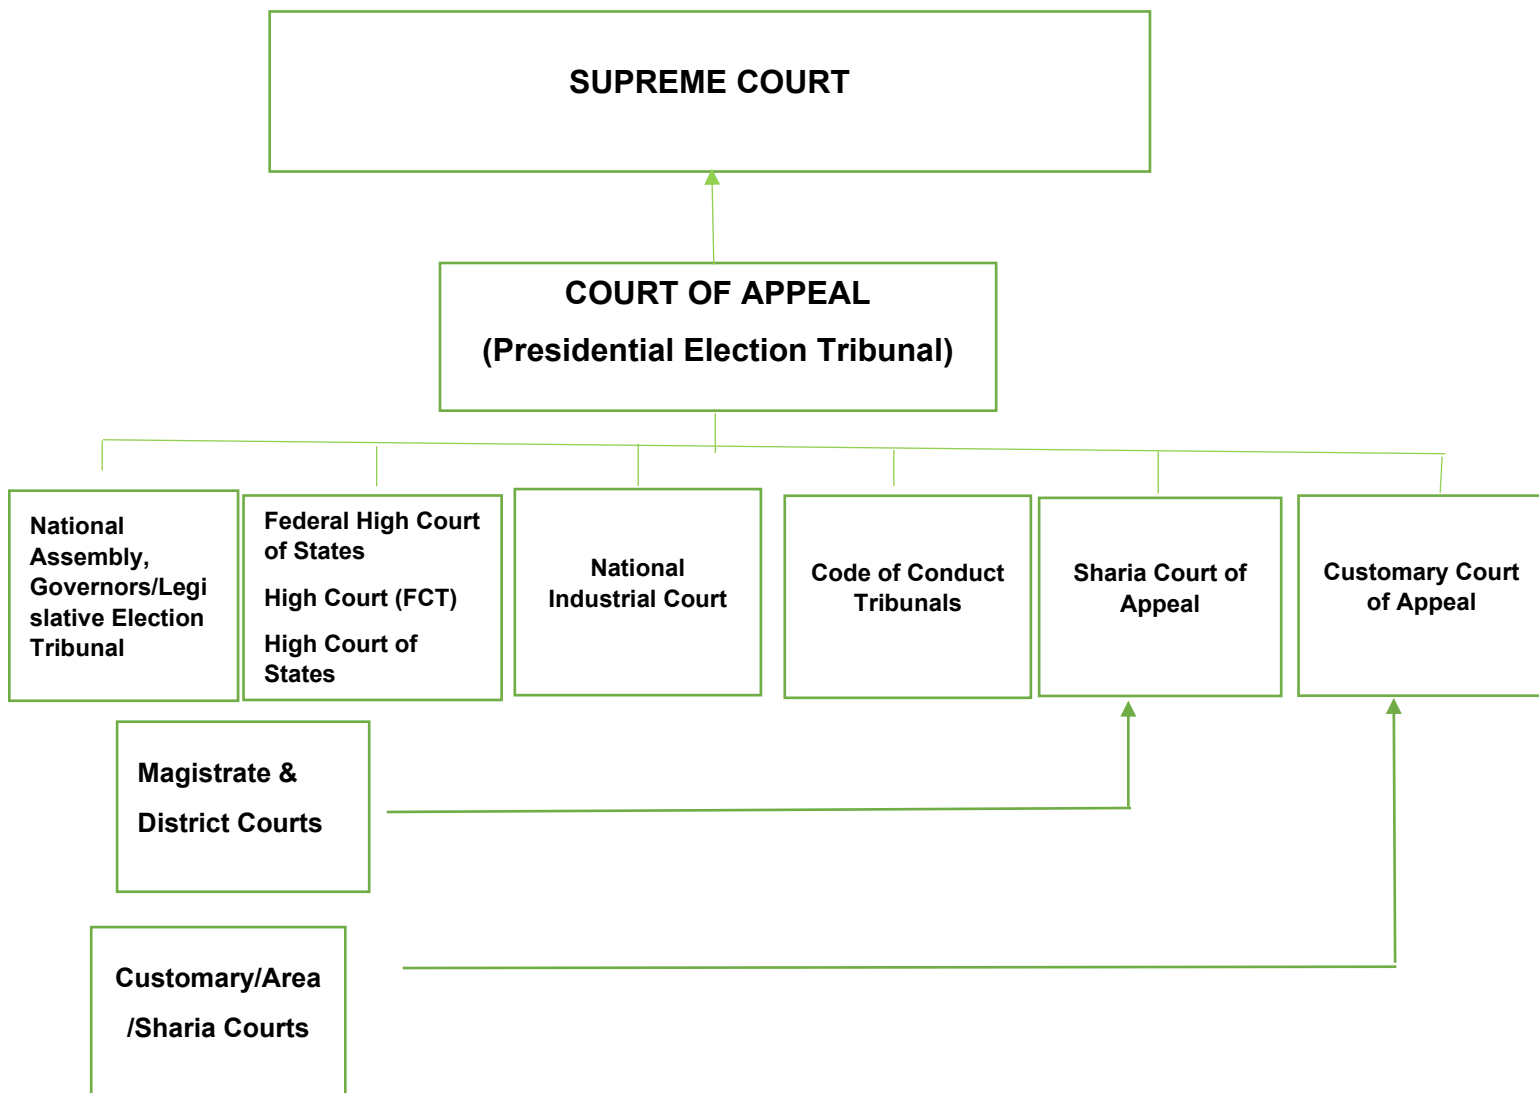 SUPREME COURT
COURT OF APPEAL
(Presidential Election Tribunal)
National
Assembly,
Governors/Legi
slative Election
Tribunal
Federal High Court
of States
High Court (FCT)
High Court of
States
National
Industrial Court
Code of Conduct
Tribunals
Sharia Court of
Appeal
Customary Court
of Appeal
Magistrate &
District Courts
Customary/Area
/Sharia Courts